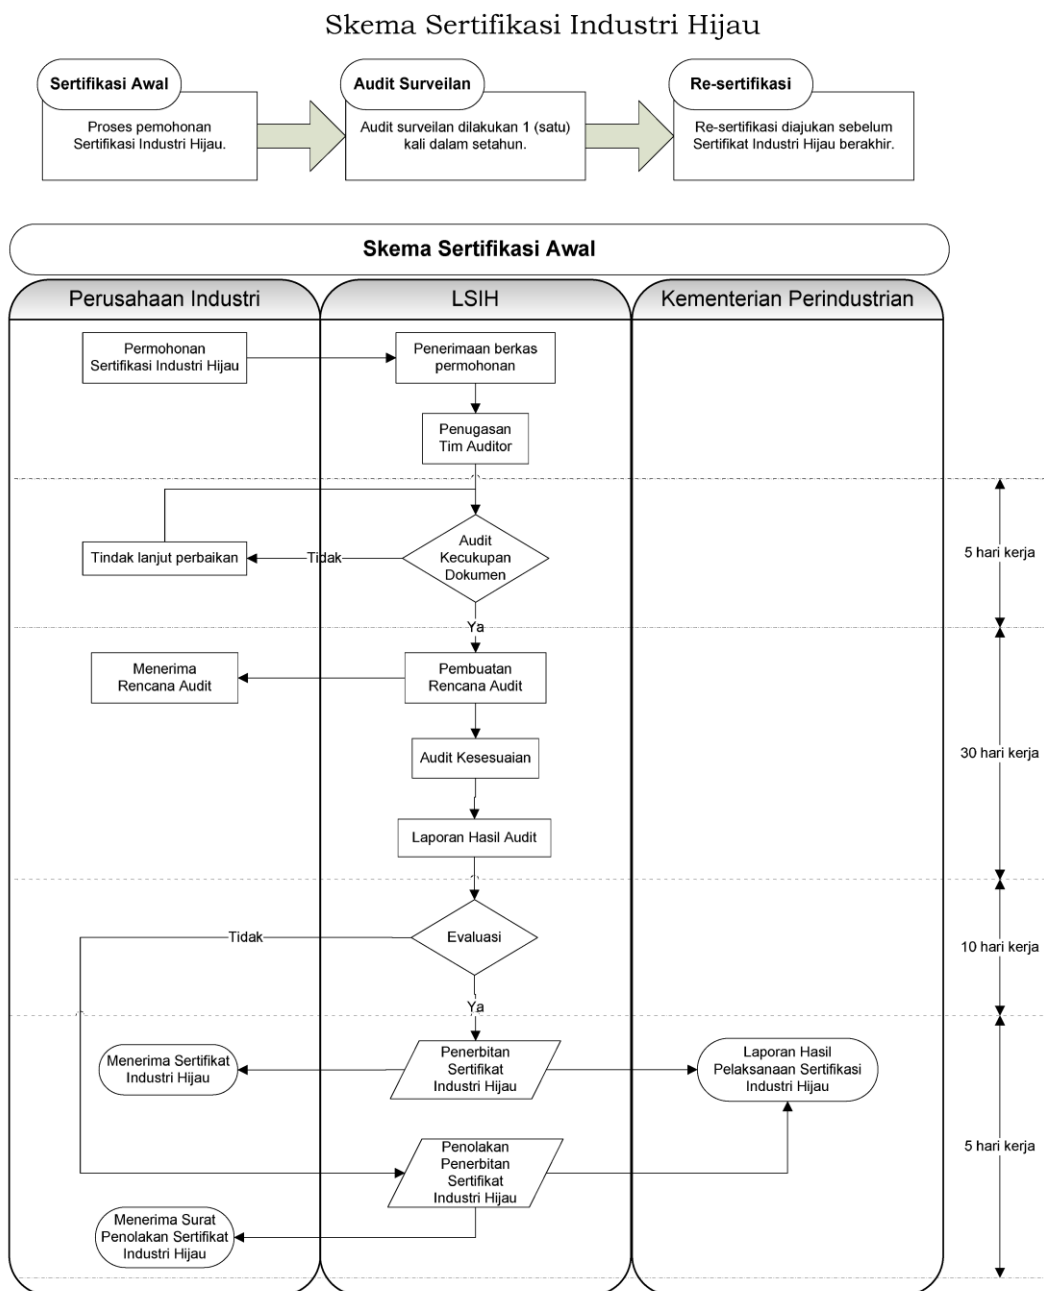 Skema Sertifikasi Industri Hijau
Sertifikasi Awal
Proses pemohonan
Sertifikasi Industri Hijau.
Audit Surveilan
Audit surveilan dilakukan 1 (satu)
kali dalam setahun.
Re-sertifikasi
Re-sertifikasi diajukan sebelum
Sertifikat Industri Hijau berakhir.
Skema Sertifikasi Awal
Perusahaan Industri
LSIH
Kementerian Perindustrian
Permohonan
Sertifikasi Industri Hijau
Penerimaan berkas
permohonan
Penugasan
Tim Auditor
Audit
Kecukupan
Dokumen
Tidak
Tindak lanjut perbaikan
5 hari kerja
Ya
Menerima
Rencana Audit
Pembuatan
Rencana Audit
Audit Kesesuaian
30 hari kerja
Laporan Hasil Audit
Tidak
Evaluasi
10 hari kerja
Ya
Menerima Sertifikat
Industri Hijau
Penerbitan
Sertifikat
Industri Hijau
Laporan Hasil
Pelaksanaan Sertifikasi
Industri Hijau
Penolakan
Penerbitan
Sertifikat
Industri Hijau
5 hari kerja
Menerima Surat
Penolakan Sertifikat
Industri Hijau